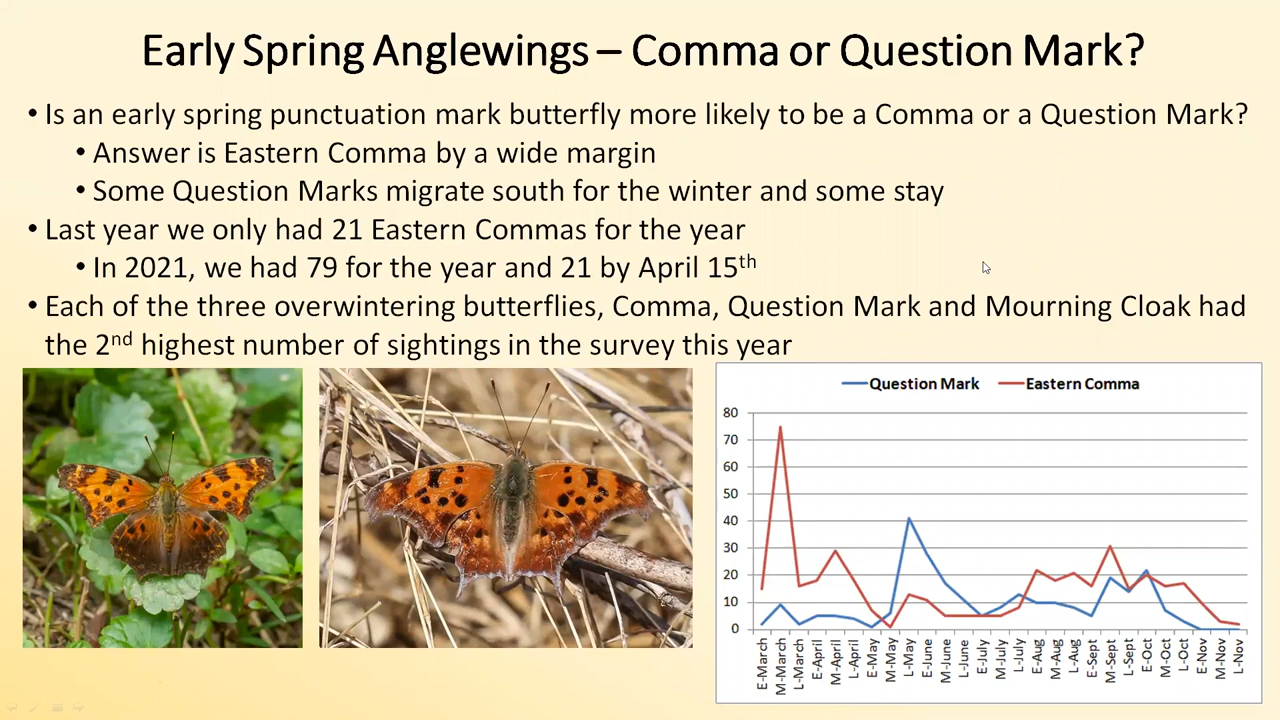 Early Spring Anglewings – Comma or Question Mark?
• Is an early spring punctuation mark butterfly more likely to be a Comma or a Question Mark?
• Answer is Eastern Comma by a wide margin
• Some Question Marks migrate south for the winter and some stay
• Last year we only had 21 Eastern Commas for the year
• In 2021, we had 79 for the year and 21 by April 15th
• Each of the three overwintering butterflies, Comma, Question Mark and Mourning Cloak had
the 2nd highest number of sightings in the survey this year
Question Mark Eastern Comma
80
70
60
50
40
30
20
10
0
E-March
M-March
L-March
E-April
M-April
L-April
E-May
M-May
L-May
E-June
M-June
L-June
E-July
M-July
L-July
E-Aug
M-Aug
L-Aug
E-Sept
M-Sept
L-Sept
E-Oct
M-Oct
L-Oct
E-Nov
M-Nov
L-Nov